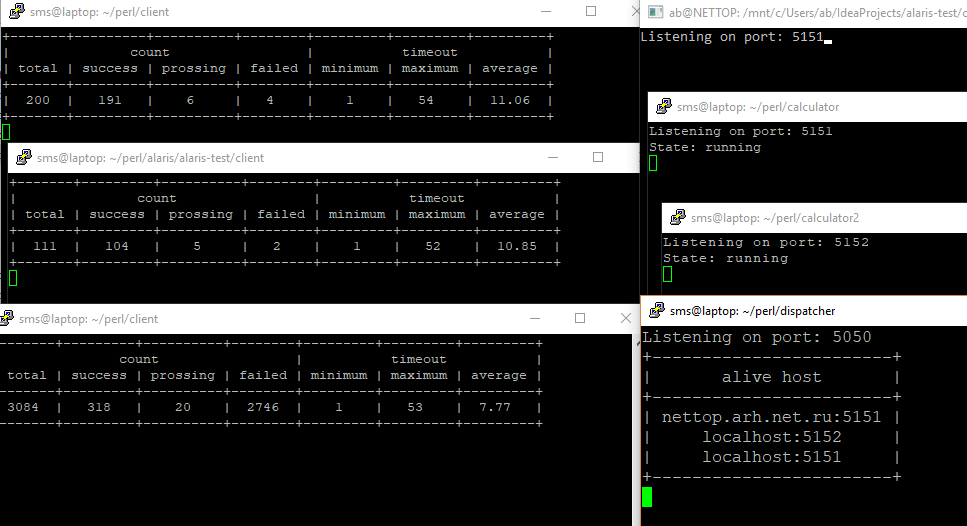 sms@laptop: ~/perl/client
count | timeout
total | success | prossing | failed | minimum | maximum | average
200 | 191 | 6 | 4 | 1 | 54 | 11.06
sms@laptop: ~/perl/alaris/alaris-test/client
count | timeout
total | success | prossing | failed | minimum | maximum | average
111 | 104 | 5 | 2 | 1 | 52 | 10.85
sms@laptop: ~/perl/client
count | timeout
total | success | prossing | failed | minimum | maximum | average
3084 | 318 | 20 | 2746 | 1 | 53 | 7.77
ab@NETTOP: /mnt/c/Users/ab/IdeaProjects/alaris-test/c
Listening on port: 5151
sms@laptop: ~/perl/calculator
Listening on port: 5151
State: running
sms@laptop: ~/perl/calculator2
Listening on port: 5152
State: running
sms@laptop: ~/perl/dispatcher
Listening on port: 5050
alive host
nettop.arh.net.ru:5151
localhost:5152
localhost:5151